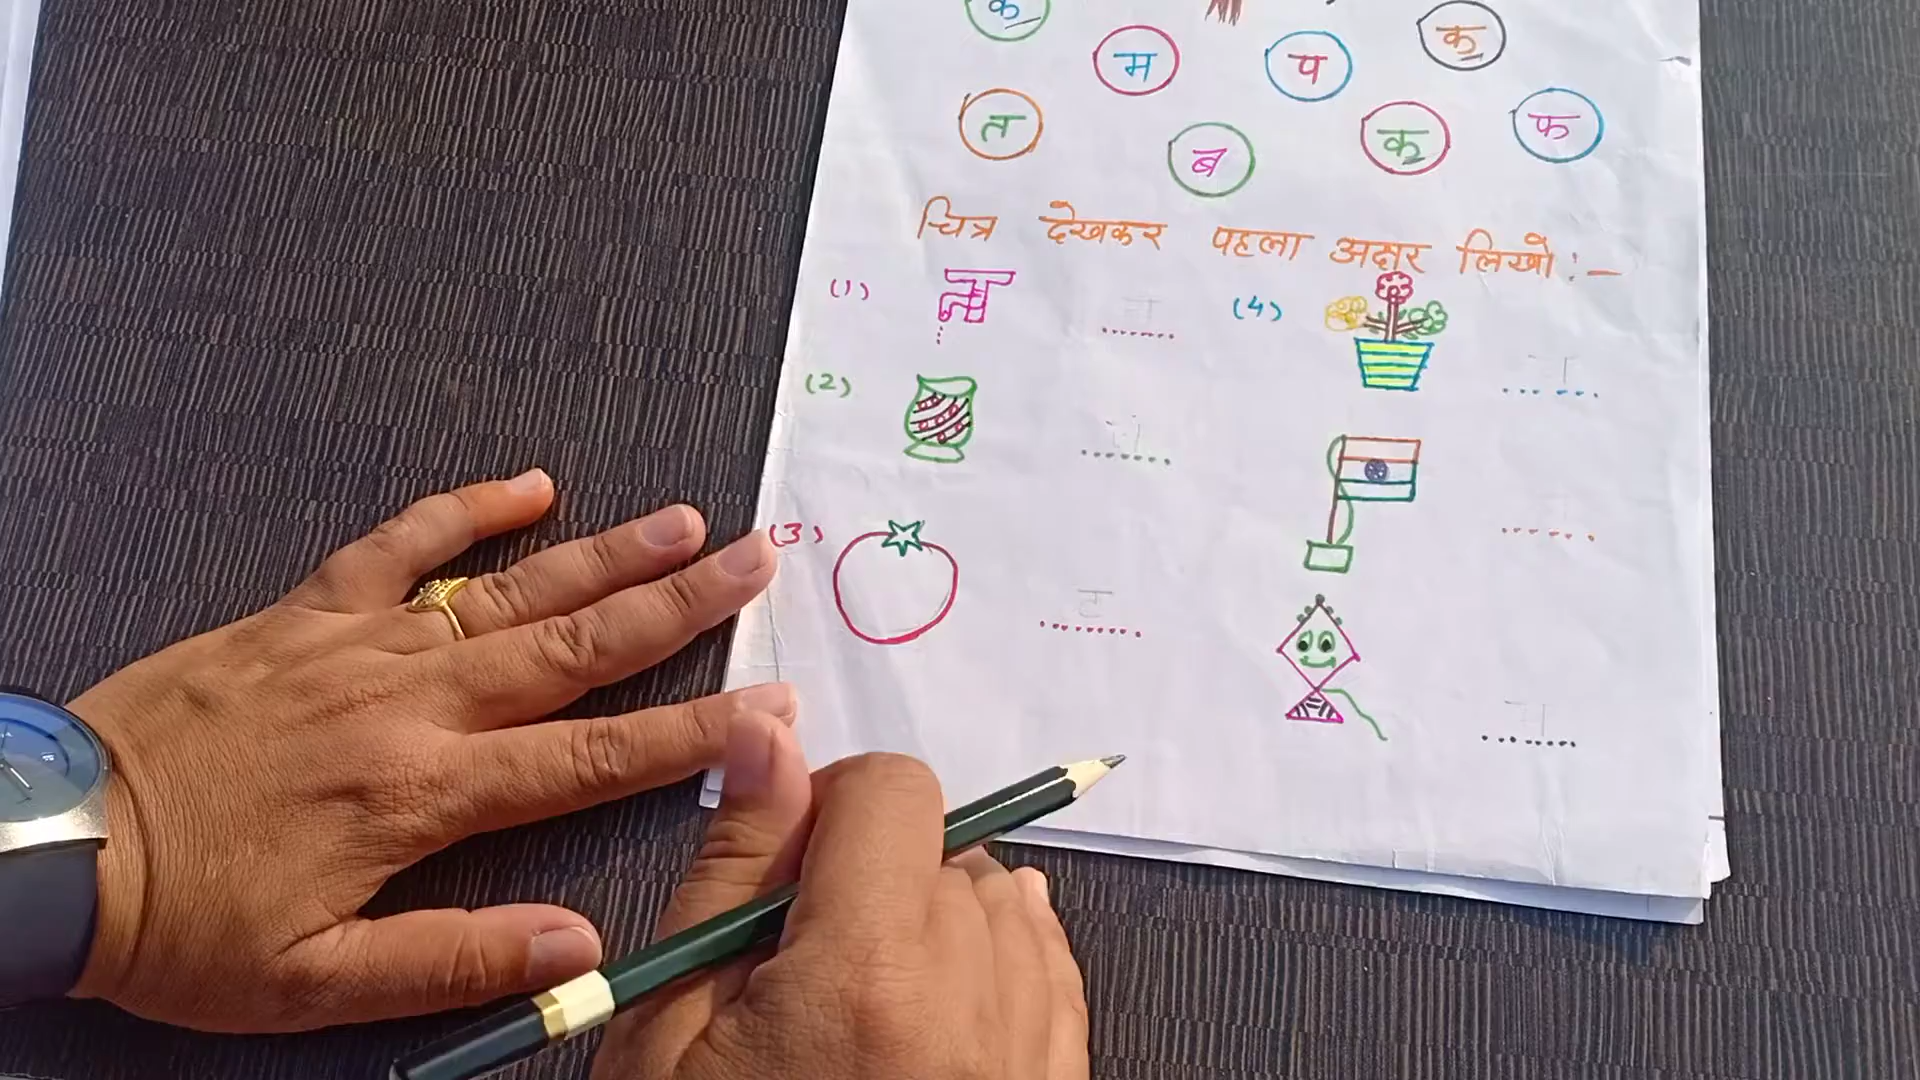 क
म प क
त ब क फ
चित्र देखकर पहला अक्षर लिखो :-
(1) (4)
(2)
(3) ट